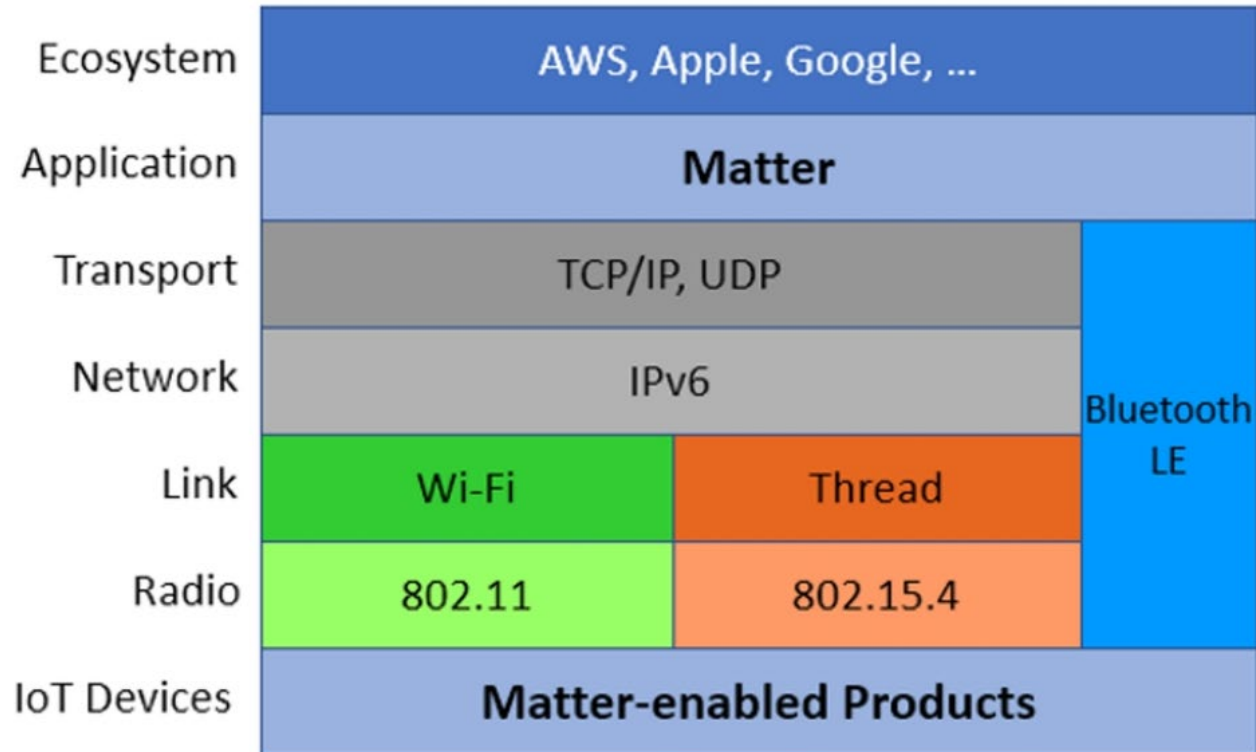 Ecosystem
AWS, Apple, Google, ...
Application
Matter
Transport
TCP/IP, UDP
Network
IPv6
Bluetooth
LE
Link
Wi-Fi
Thread
Radio
802.11
802.15.4
IoT Devices
Matter-enabled Products